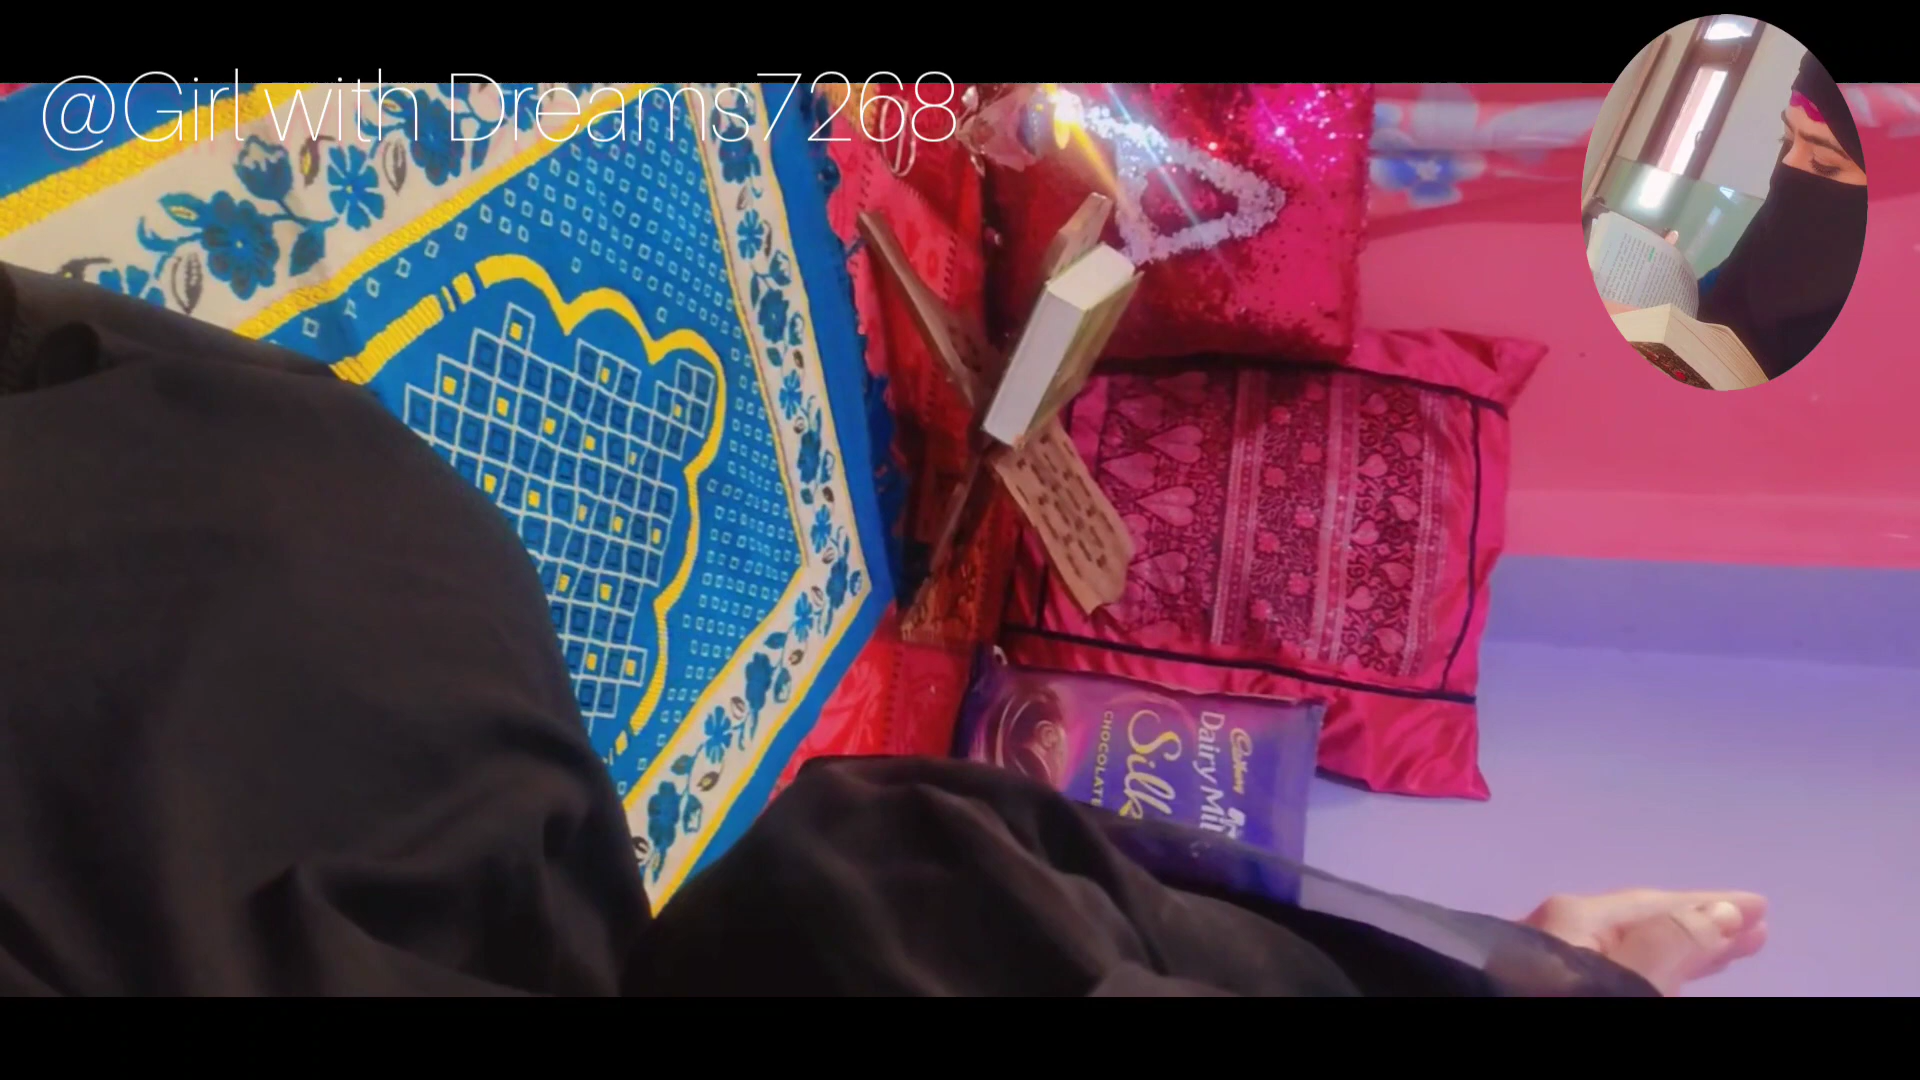 @Girl with Dreams7268
Cadbury
Dairy Mil
Silk
CHOCOLATE